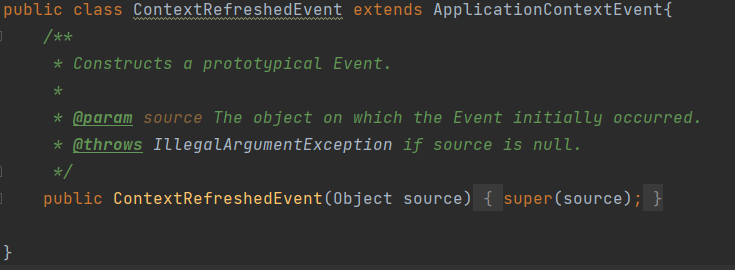 public class ContextRefreshedEvent extends ApplicationContextEvent{
/**
* Constructs a prototypical Event.
*
* @param source The object on which the Event initially occurred.
* @throws IllegalArgumentException if source is null.
*/
public ContextRefreshedEvent(Object source) { super(source); }
}